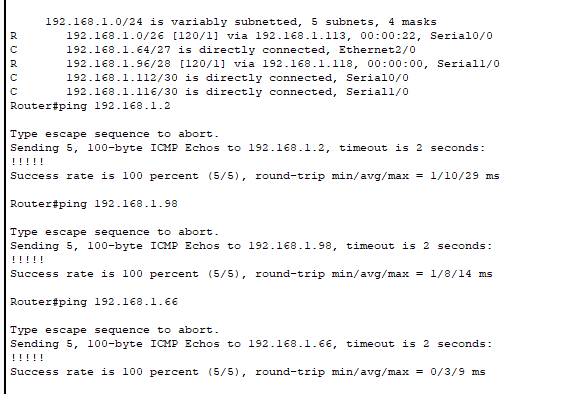 192.168.1.0/24 is variably subnetted, 5 subnets, 4 masks
R 192.168.1.0/26 [120/1] via 192.168.1.113, 00:00:22, Serial0/0
C 192.168.1.64/27 is directly connected, Ethernet2/0
R 192.168.1.96/28 [120/1] via 192.168.1.118, 00:00:00, Serial1/0
C 192.168.1.112/30 is directly connected, Serial0/0
C 192.168.1.116/30 is directly connected, Serial1/0
Router#ping 192.168.1.2
Type escape sequence to abort.
Sending 5, 100-byte ICMP Echos to 192.168.1.2, timeout is 2 seconds:
!!!!!
Success rate is 100 percent (5/5), round-trip min/avg/max = 1/10/29 ms
Router#ping 192.168.1.98
Type escape sequence to abort.
Sending 5, 100-byte ICMP Echos to 192.168.1.98, timeout is 2 seconds:
!!!!!
Success rate is 100 percent (5/5), round-trip min/avg/max = 1/8/14 ms
Router#ping 192.168.1.66
Type escape sequence to abort.
Sending 5, 100-byte ICMP Echos to 192.168.1.66, timeout is 2 seconds:
!!!!!
Success rate is 100 percent (5/5), round-trip min/avg/max = 0/3/9 ms